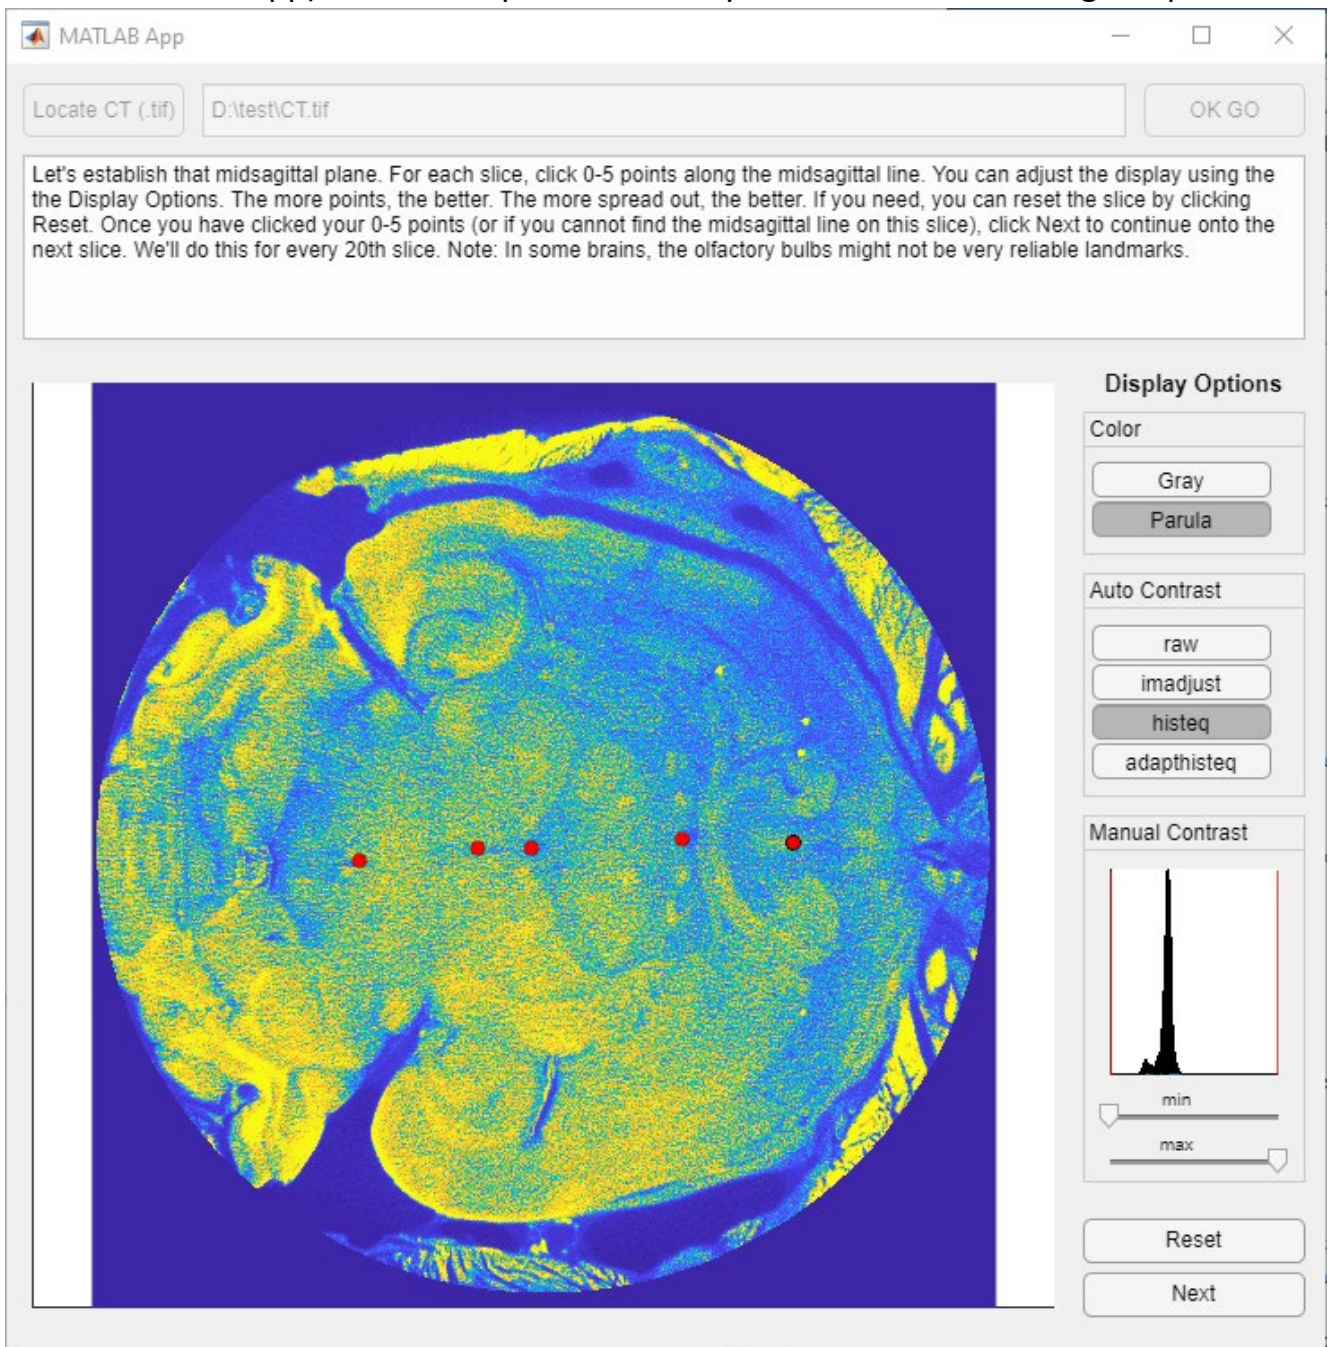 MATLAB App
Locate CT (.tif)
D:\test\CT.tif
OK GO
Let's establish that midsagittal plane. For each slice, click 0-5 points along the midsagittal line. You can adjust the display using the
the Display Options. The more points, the better. The more spread out, the better. If you need, you can reset the slice by clicking
Reset. Once you have clicked your 0-5 points (or if you cannot find the midsagittal line on this slice), click Next to continue onto the
next slice. We'll do this for every 20th slice. Note: In some brains, the olfactory bulbs might not be very reliable landmarks.
Display Options
Color
Gray
Parula
Auto Contrast
raw
imadjust
histeq
adapthisteq
Manual Contrast
min
max
Reset
Next